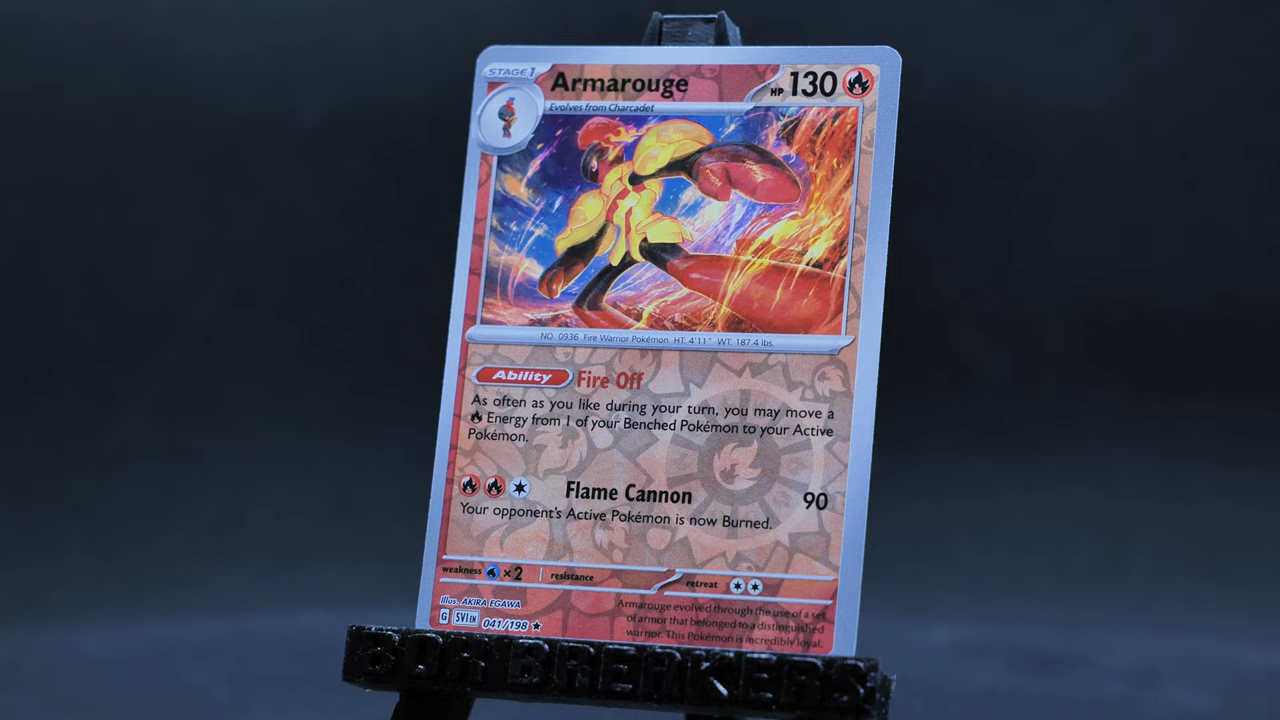 STAGE 1
Armarouge
HP 130
Evolves from Charcadet
NO. 0936 Fire Warrior Pokémon HT: 4'11" WT: 187.4 lbs.
Ability Fire Off
As often as you like during your turn, you may move a
Energy from 1 of your Benched Pokémon to your Active
Pokémon.
Flame Cannon 90
Your opponent's Active Pokémon is now Burned.
weakness ×2 resistance retreat
Illus. AKIRA EGAWA
G SVI EN 041/198
Armarouge evolved through the use of a set
of armor that belonged to a distinguished
warrior. This Pokémon is incredibly loyal.
BOX BREAKERS